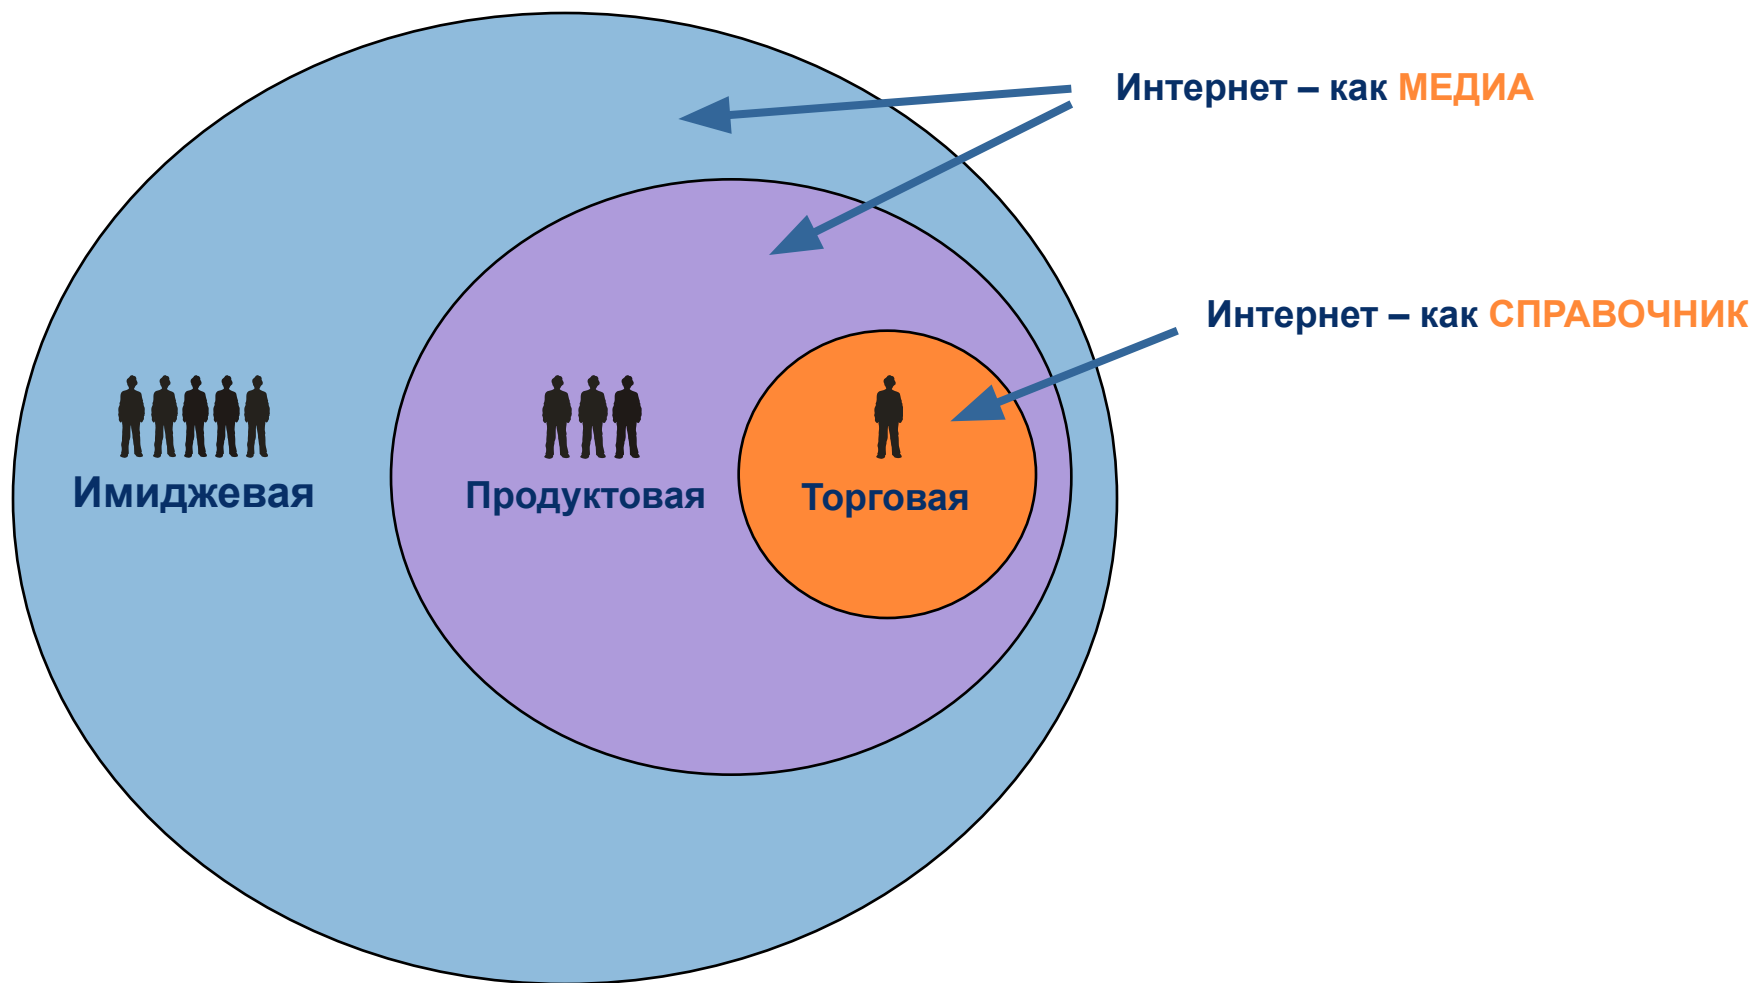 Интернет – как МЕДИА
Интернет – как СПРАВОЧНИК
Имиджевая
Продуктовая
Торговая